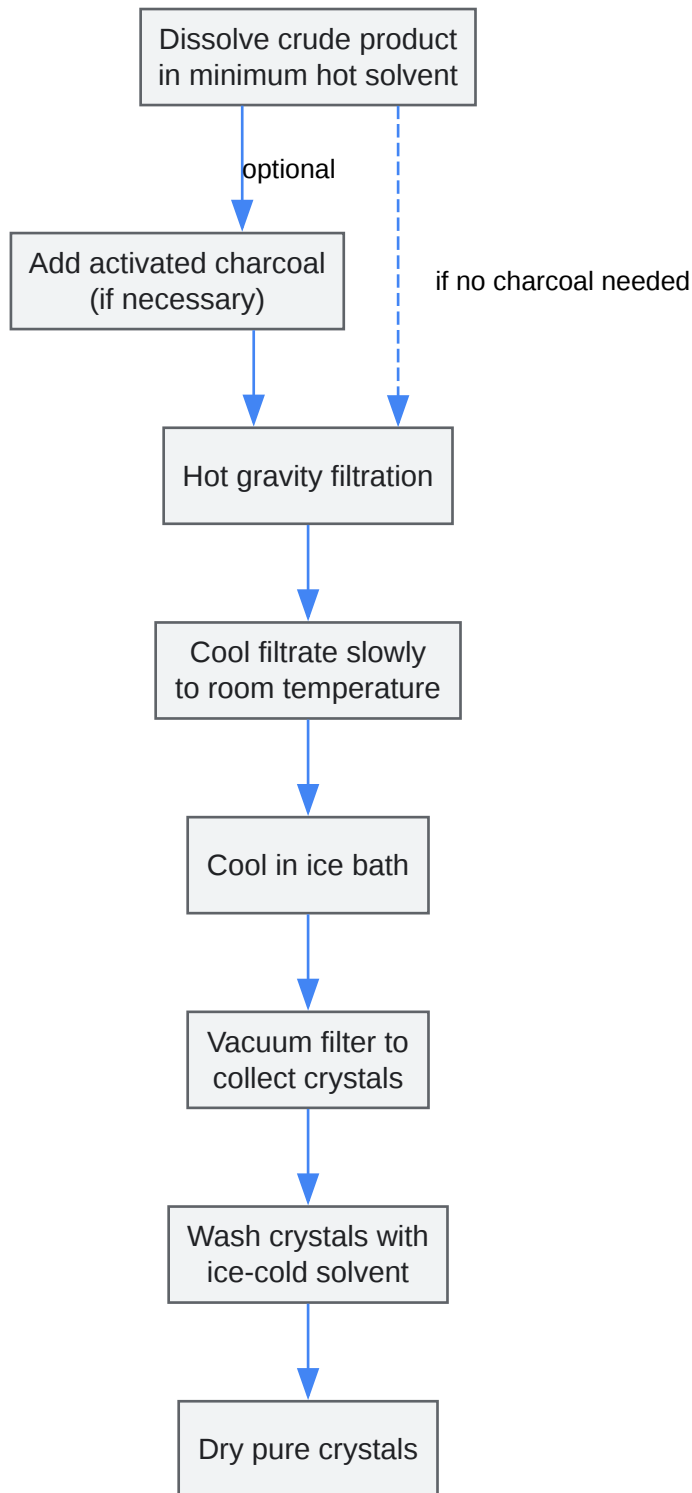 Dissolve crude product
in minimum hot solvent
optional
Add activated charcoal
(if necessary)
if no charcoal needed
Hot gravity filtration
Cool filtrate slowly
to room temperature
Cool in ice bath
Vacuum filter to
collect crystals
Wash crystals with
ice-cold solvent
Dry pure crystals